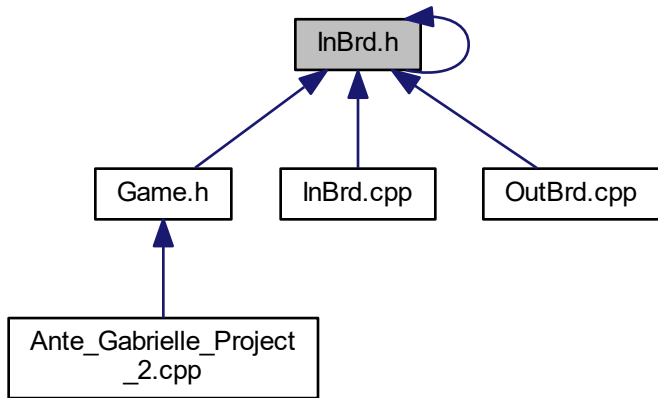 InBrd.h
Game.h
InBrd.cpp
OutBrd.cpp
Ante_Gabrielle_Project
_2.cpp